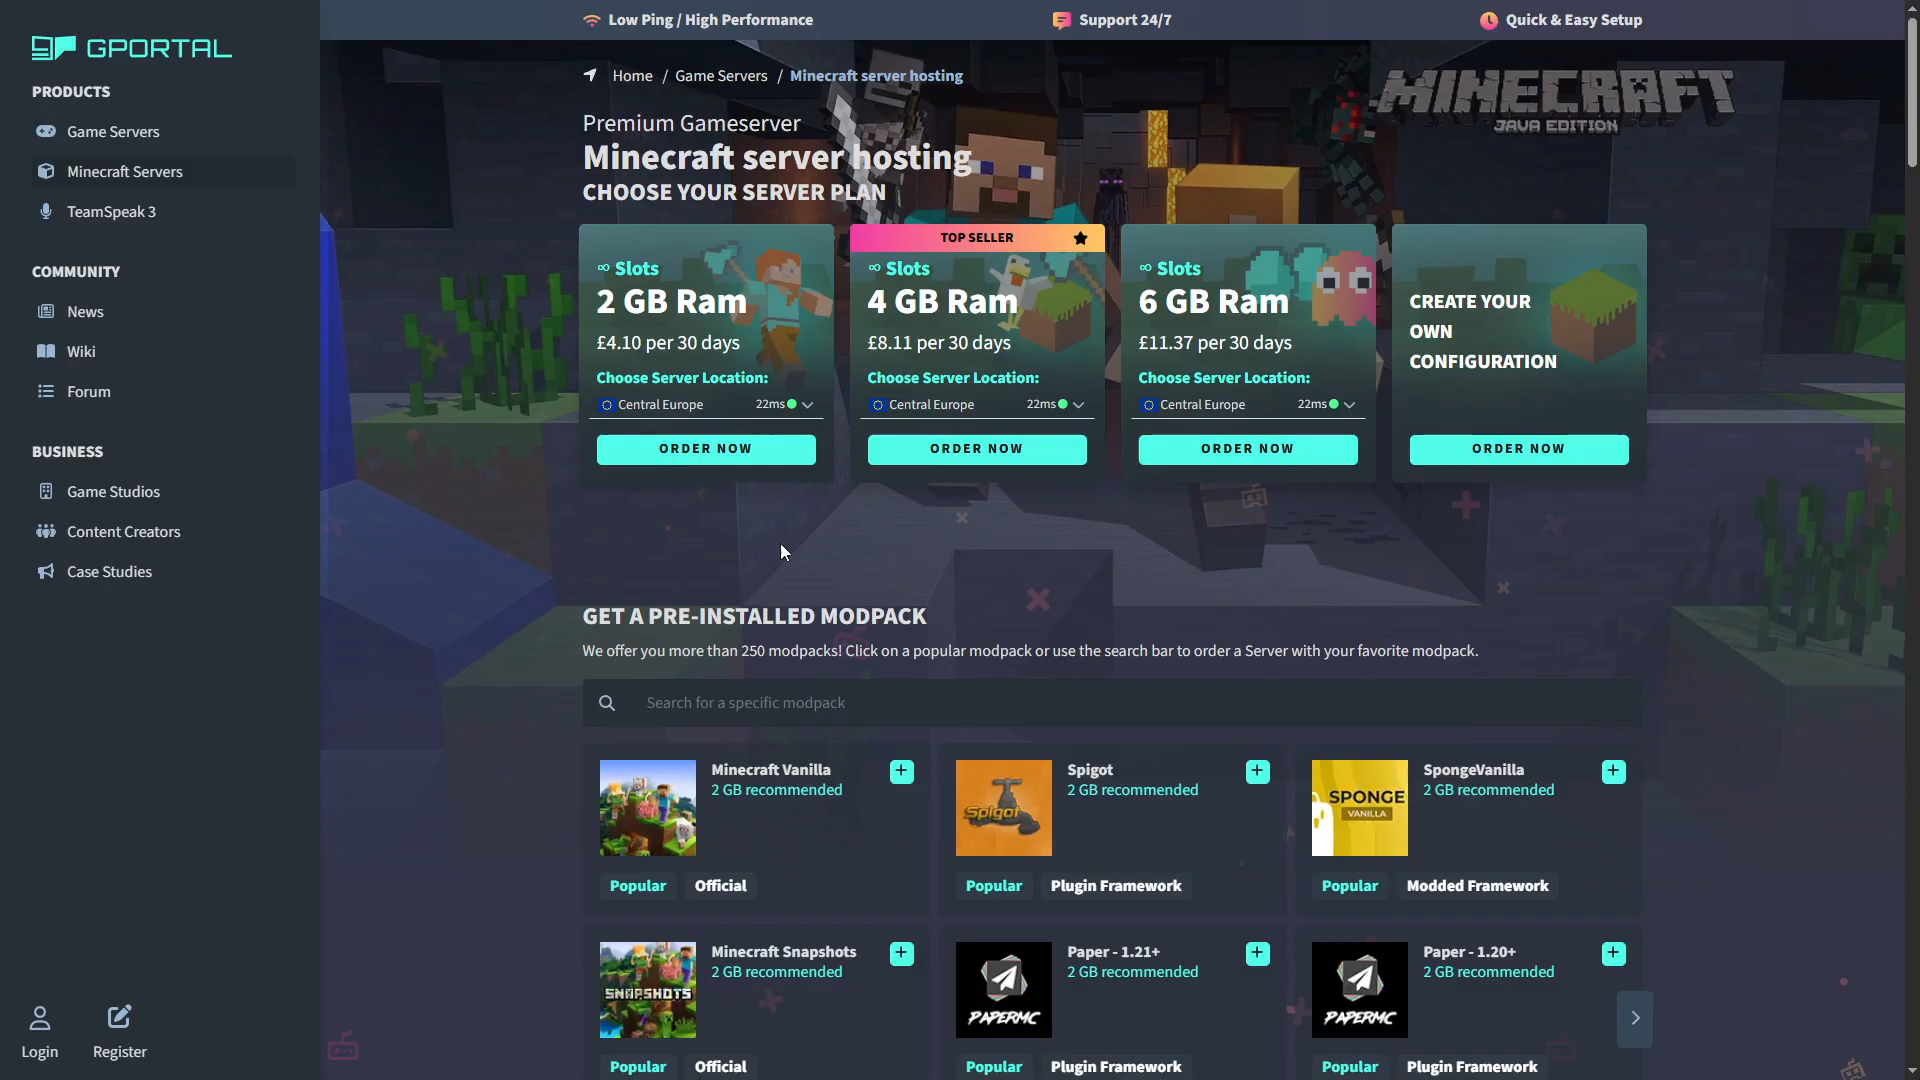 GPORTAL
PRODUCTS
Game Servers
Minecraft Servers
TeamSpeak 3
COMMUNITY
News
Wiki
Forum
BUSINESS
Game Studios
Content Creators
Case Studies
Login
Register
Low Ping / High Performance
Support 24/7
Quick & Easy Setup
Home / Game Servers / Minecraft server hosting
MINECRAFT
JAVA EDITION
Premium Gameserver
Minecraft server hosting
CHOOSE YOUR SERVER PLAN
∞ Slots
2 GB Ram
£4.10 per 30 days
Choose Server Location:
Central Europe 22ms
ORDER NOW
TOP SELLER
∞ Slots
4 GB Ram
£8.11 per 30 days
Choose Server Location:
Central Europe 22ms
ORDER NOW
∞ Slots
6 GB Ram
£11.37 per 30 days
Choose Server Location:
Central Europe 22ms
ORDER NOW
CREATE YOUR
OWN
CONFIGURATION
ORDER NOW
GET A PRE-INSTALLED MODPACK
We offer you more than 250 modpacks! Click on a popular modpack or use the search bar to order a Server with your favorite modpack.
Search for a specific modpack
Minecraft Vanilla
2 GB recommended
Popular Official
Spigot
Spigot
2 GB recommended
Popular Plugin Framework
SPONGE
VANILLA
SpongeVanilla
2 GB recommended
Popular Modded Framework
SNAPSHOTS
Minecraft Snapshots
2 GB recommended
Popular Official
PAPERMC
Paper - 1.21+
2 GB recommended
Popular Plugin Framework
PAPERMC
Paper - 1.20+
2 GB recommended
Popular Plugin Framework